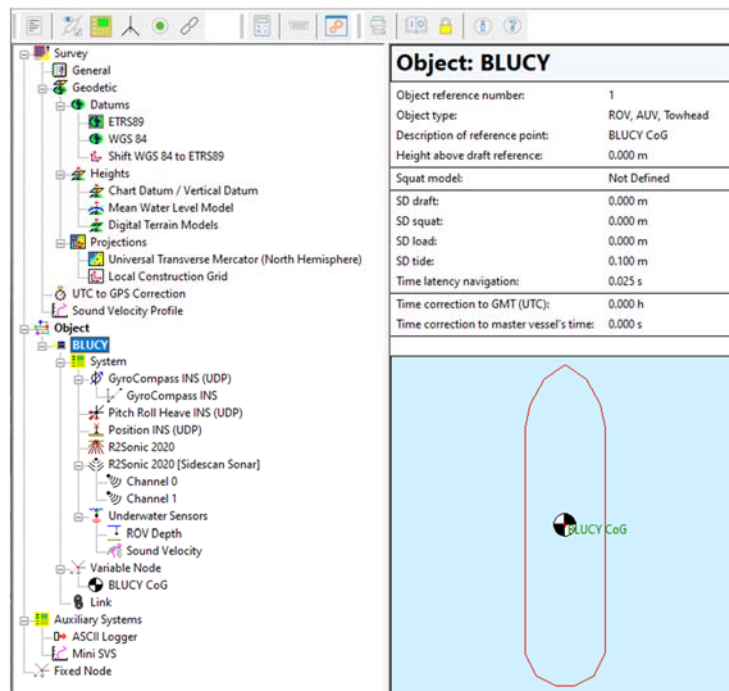 Survey
General
Geodetic
Datums
ETRS89
WGS 84
Shift WGS 84 to ETRS89
Heights
Chart Datum / Vertical Datum
Mean Water Level Model
Digital Terrain Models
Projections
Universal Transverse Mercator (North Hemisphere)
Local Construction Grid
UTC to GPS Correction
Sound Velocity Profile
Object
BLUCY
System
GyroCompass INS (UDP)
GyroCompass INS
Pitch Roll Heave INS (UDP)
Position INS (UDP)
R2Sonic 2020
R2Sonic 2020 [Sidescan Sonar]
Channel 0
Channel 1
Underwater Sensors
ROV Depth
Sound Velocity
Variable Node
BLUCY CoG
Link
Auxiliary Systems
ASCII Logger
Mini SVS
Fixed Node
Object: BLUCY
Object reference number: 1
Object type: ROV, AUV, Towhead
Description of reference point: BLUCY CoG
Height above draft reference: 0.000 m
Squat model: Not Defined
SD draft: 0.000 m
SD squat: 0.000 m
SD load: 0.000 m
SD tide: 0.100 m
Time latency navigation: 0.025 s
Time correction to GMT (UTC): 0.000 h
Time correction to master vessel's time: 0.000 s
BLUCY CoG